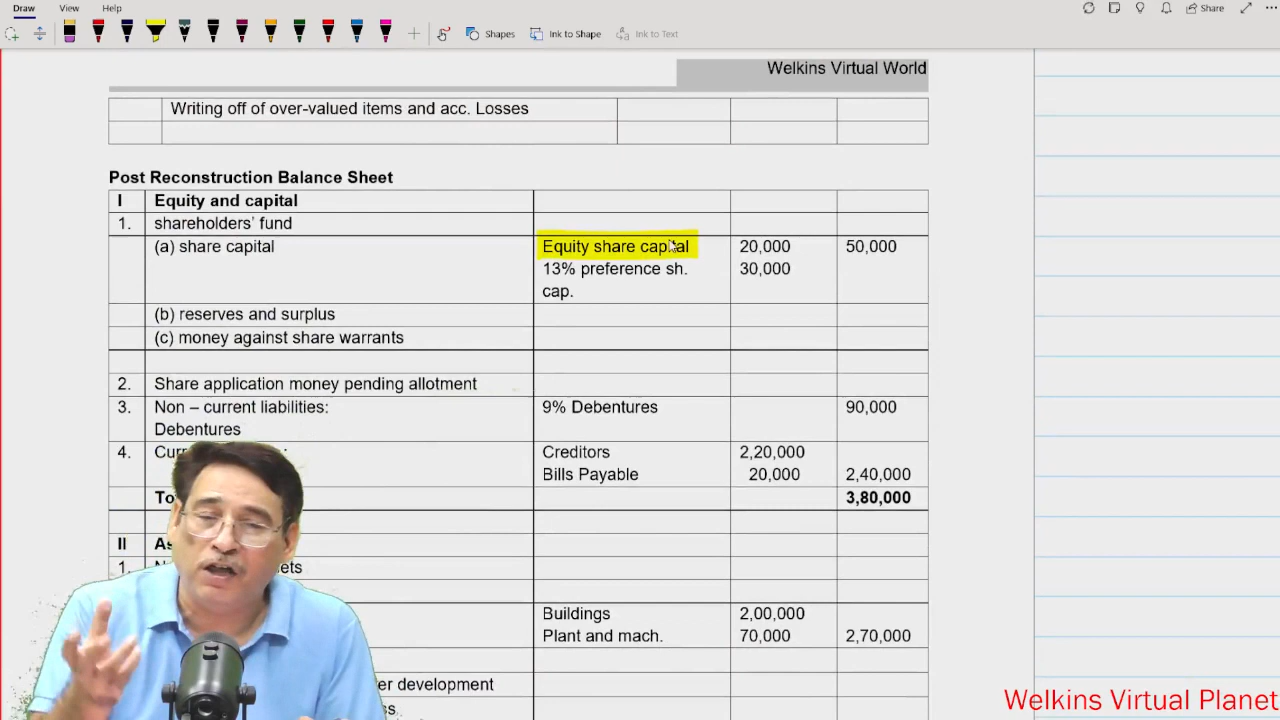 Draw View Help
Share
Shapes Ink to Shape Ink to Text
Welkins Virtual World
Writing off of over-valued items and acc. Losses
Post Reconstruction Balance Sheet
I Equity and capital
1. shareholders' fund
(a) share capital Equity share capital 20,000 50,000
13% preference sh. 30,000
cap.
(b) reserves and surplus
(c) money against share warrants
2. Share application money pending allotment
3. Non – current liabilities: 9% Debentures 90,000
Debentures
4. Creditors 2,20,000
Bills Payable 20,000 2,40,000
3,80,000
II
1.
Buildings 2,00,000
Plant and mach. 70,000 2,70,000
development
Welkins Virtual Planet